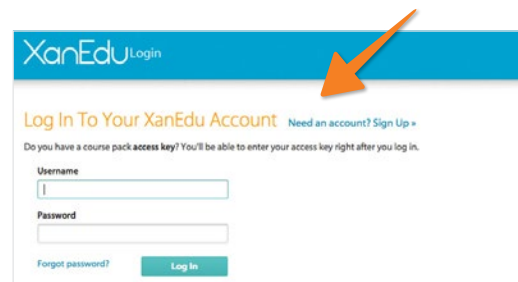 XanEdu Login
Log In To Your XanEdu Account Need an account? Sign Up »
Do you have a course pack access key? You'll be able to enter your access key right after you log in.
Username
Password
Forgot password? Log In